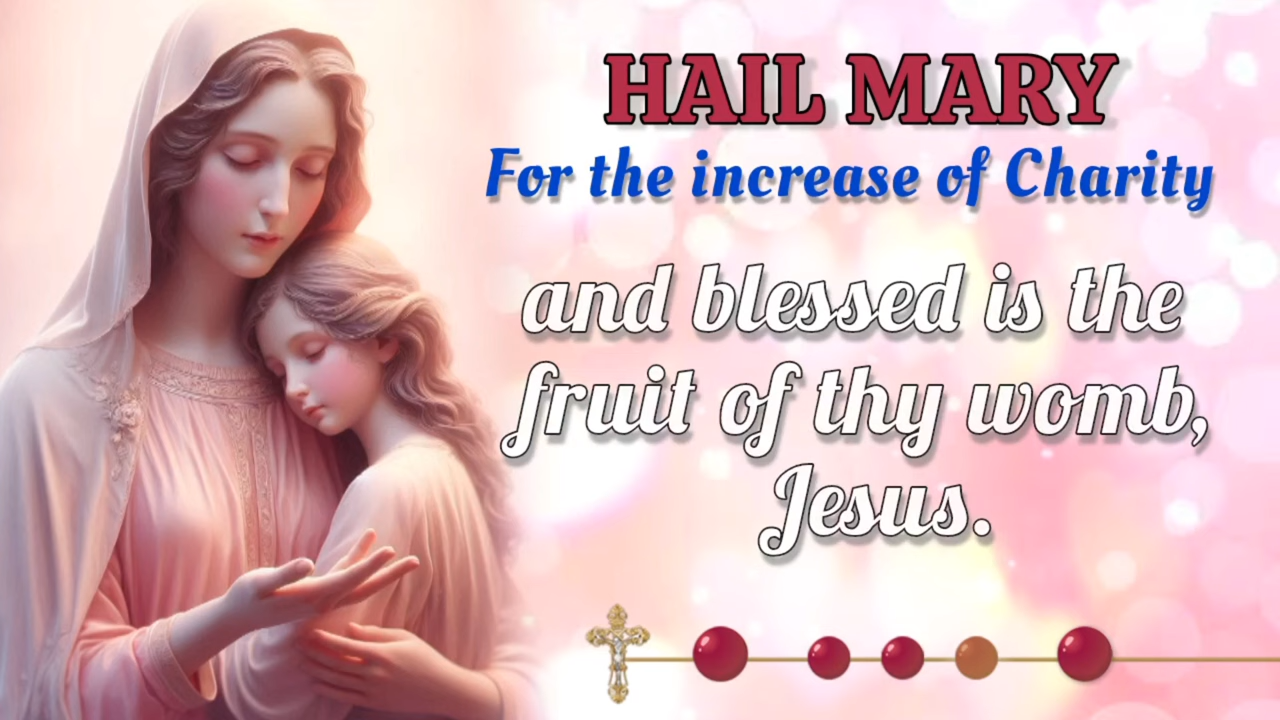 HAIL MARY
For the increase of Charity
and blessed is the
fruit of thy womb,
Jesus.